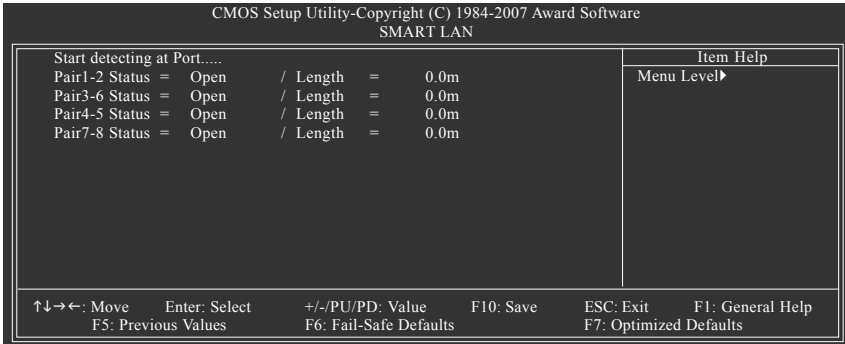 CMOS Setup Utility-Copyright (C) 1984-2007 Award Software
SMART LAN
Start detecting at Port.....
Pair1-2 Status = Open / Length = 0.0m
Pair3-6 Status = Open / Length = 0.0m
Pair4-5 Status = Open / Length = 0.0m
Pair7-8 Status = Open / Length = 0.0m
Item Help
Menu Level▶
↑↓→←: Move Enter: Select +/-/PU/PD: Value F10: Save ESC: Exit F1: General Help
F5: Previous Values F6: Fail-Safe Defaults F7: Optimized Defaults